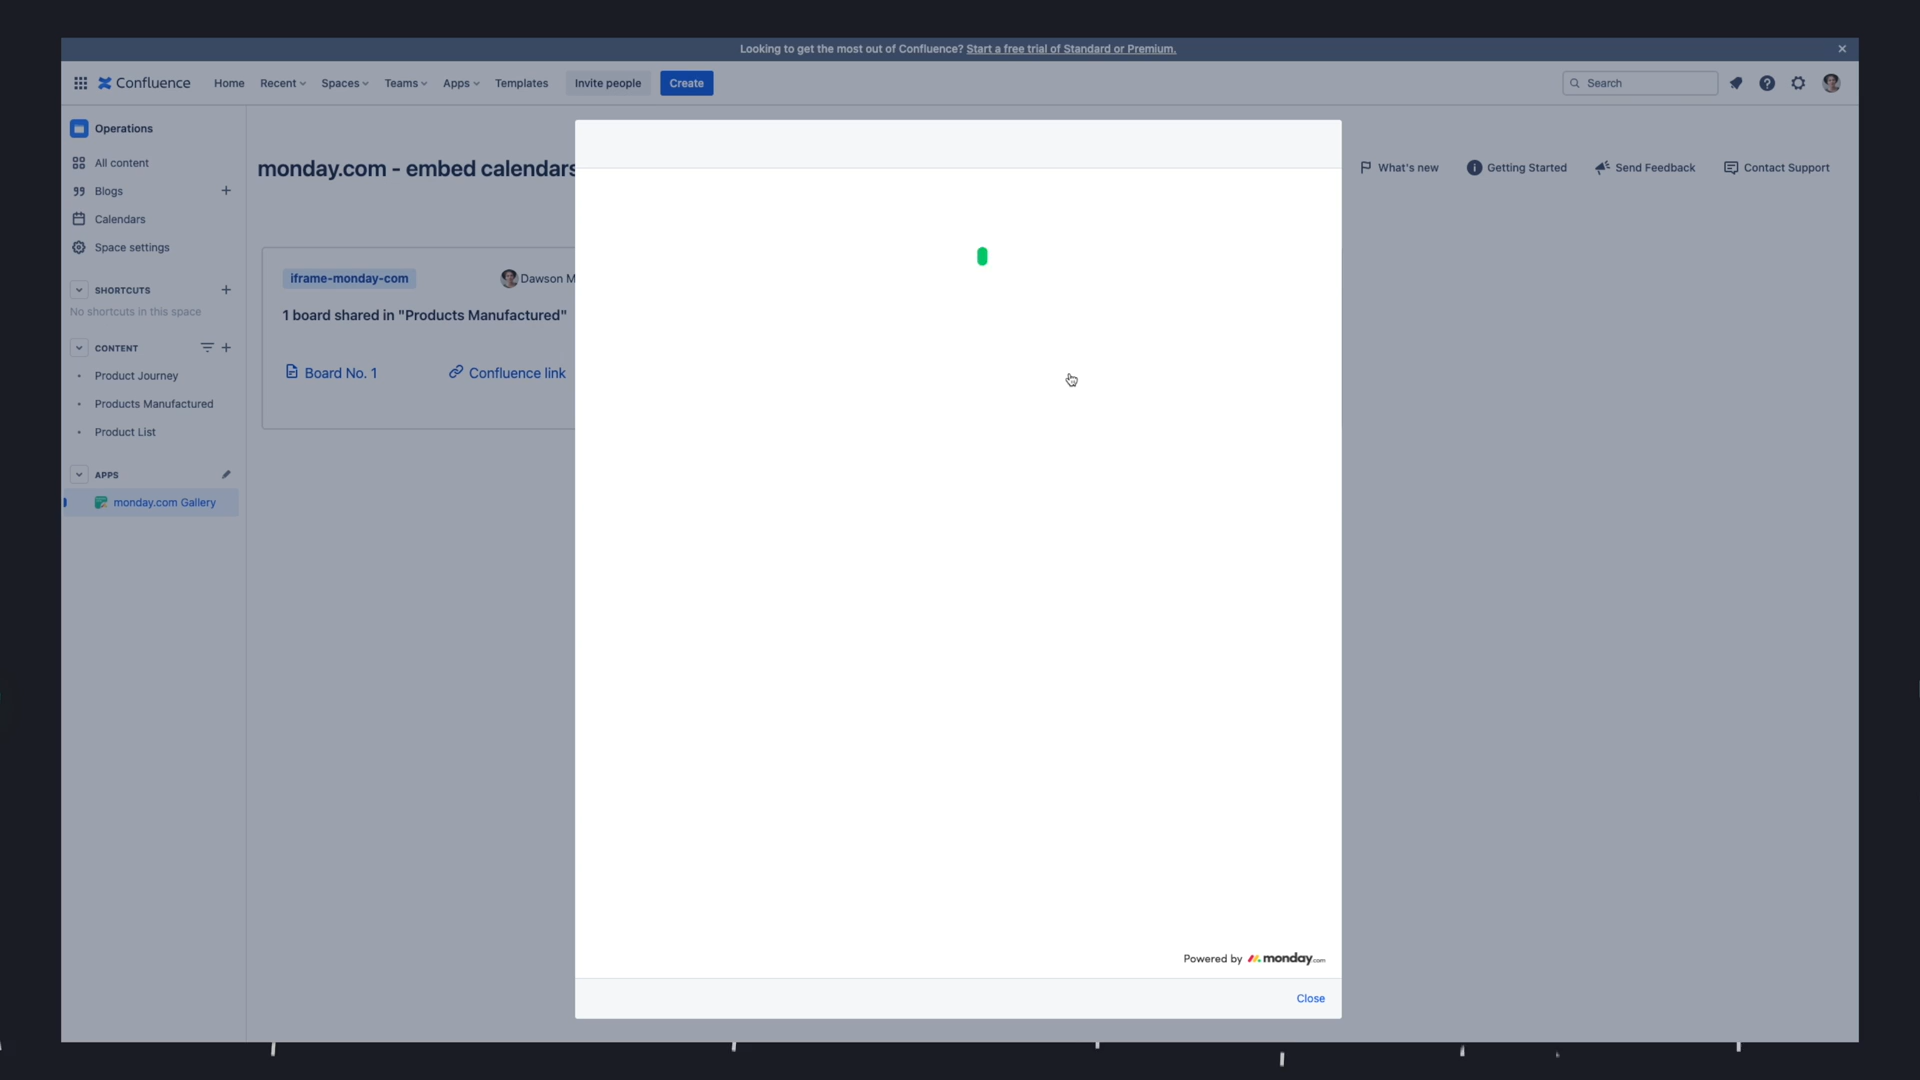 Looking to get the most out of Confluence? Start a free trial of Standard or Premium.
Confluence Home Recent Spaces Teams Apps Templates Invite people Create Search
Operations
All content
Blogs
Calendars
Space settings
SHORTCUTS
No shortcuts in this space
CONTENT
Product Journey
Products Manufactured
Product List
APPS
monday.com Gallery
monday.com - embed calendars
What's new Getting Started Send Feedback Contact Support
iframe-monday-com Dawson M
1 board shared in "Products Manufactured"
Board No. 1 Confluence link
Powered by monday.com
Close